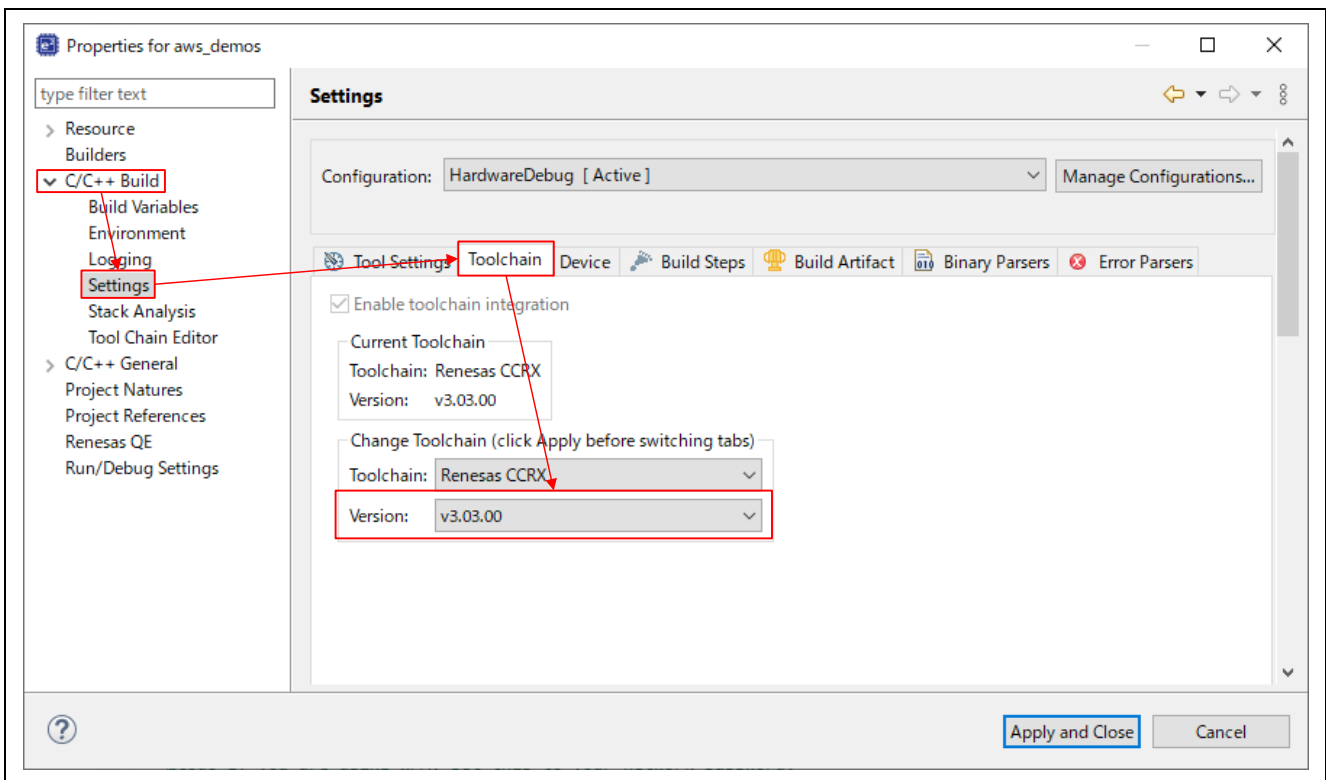 Properties for aws_demos
type filter text
Resource
Builders
C/C++ Build
Build Variables
Environment
Logging
Settings
Stack Analysis
Tool Chain Editor
C/C++ General
Project Natures
Project References
Renesas QE
Run/Debug Settings
Settings
Configuration: HardwareDebug [ Active ] Manage Configurations...
Tool Settings Toolchain Device Build Steps Build Artifact Binary Parsers Error Parsers
Enable toolchain integration
Current Toolchain
Toolchain: Renesas CCRX
Version: v3.03.00
Change Toolchain (click Apply before switching tabs)
Toolchain: Renesas CCRX
Version: v3.03.00
Apply and Close Cancel